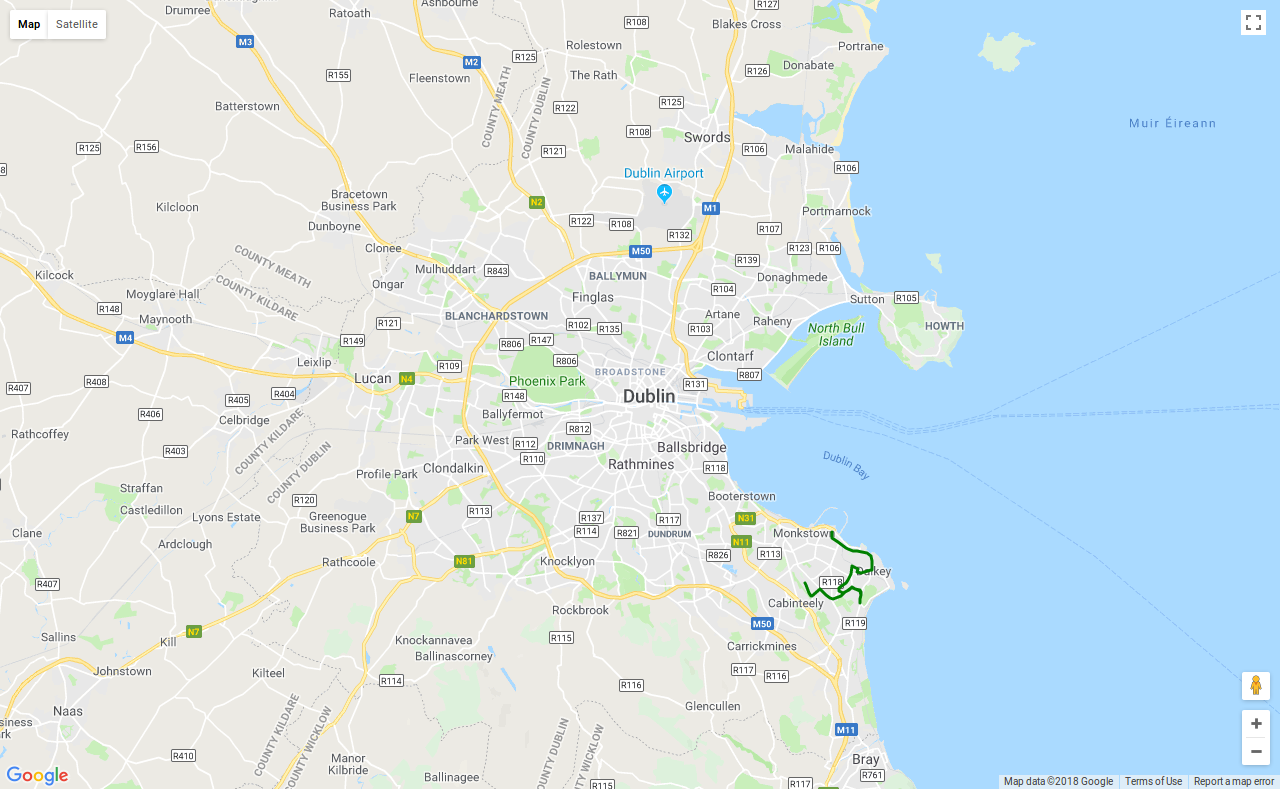 Map
Satellite
Drumree
Ratoath
Ashbourne
R108
R127
Blakes Cross
M3
M2
R125
Rolestown
Portrane
R155
Fleenstown
The Rath
R126
Donabate
Batterstown
COUNTY MEATH
COUNTY DUBLIN
R122
R125
Muir Éireann
R125
R156
R121
R108
Swords
R106
Malahide
R106
Dublin Airport
Bracetown
Business Park
Kilcloon
N2
M1
Portmarnock
Dunboyne
R122
R108
R132
R107
Clonee
M50
R123
R106
COUNTY MEATH
COUNTY KILDARE
Kilcock
Mulhuddart
R843
BALLYMUN
R139
Donaghmede
Ongar
Moyglare Hall
Finglas
R104
Sutton
R105
R148
Maynooth
BLANCHARDSTOWN
Artane
Raheny
R121
R102
R135
R103
North Bull
Island
HOWTH
M4
R149
R806
R147
Clontarf
Leixlip
R109
R806
BROADSTONE
R807
Lucan
N4
Phoenix Park
R131
R407
R408
R405
R404
R148
Dublin
R406
Celbridge
Ballyfermot
Rathcoffey
COUNTY KILDARE
COUNTY DUBLIN
R812
R403
Park West
R112
DRIMNAGH
Ballsbridge
R110
Rathmines
Clondalkin
R118
Dublin Bay
Profile Park
Straffan
Castledillon
R120
Booterstown
Lyons Estate
Greenogue
Business Park
N7
R113
R137
R117
N31
Clane
R114
R821
DUNDRUM
Monkstown
Ardclough
N11
R826
R113
Rathcoole
N81
Knocklyon
Dalkey
R407
R118
Rockbrook
Cabinteely
M50
R119
Sallins
Kill
N7
Knockannavea
R115
Ballinascorney
Carrickmines
Johnstown
Kilteel
R117
R116
R114
R116
Naas
Glencullen
COUNTY KILDARE
COUNTY WICKLOW
COUNTY DUBLIN
COUNTY WICKLOW
M11
R410
Manor
Kilbride
Bray
R761
Ballinagee
R115
R117
Google
Map data ©2018 Google
Terms of Use
Report a map error